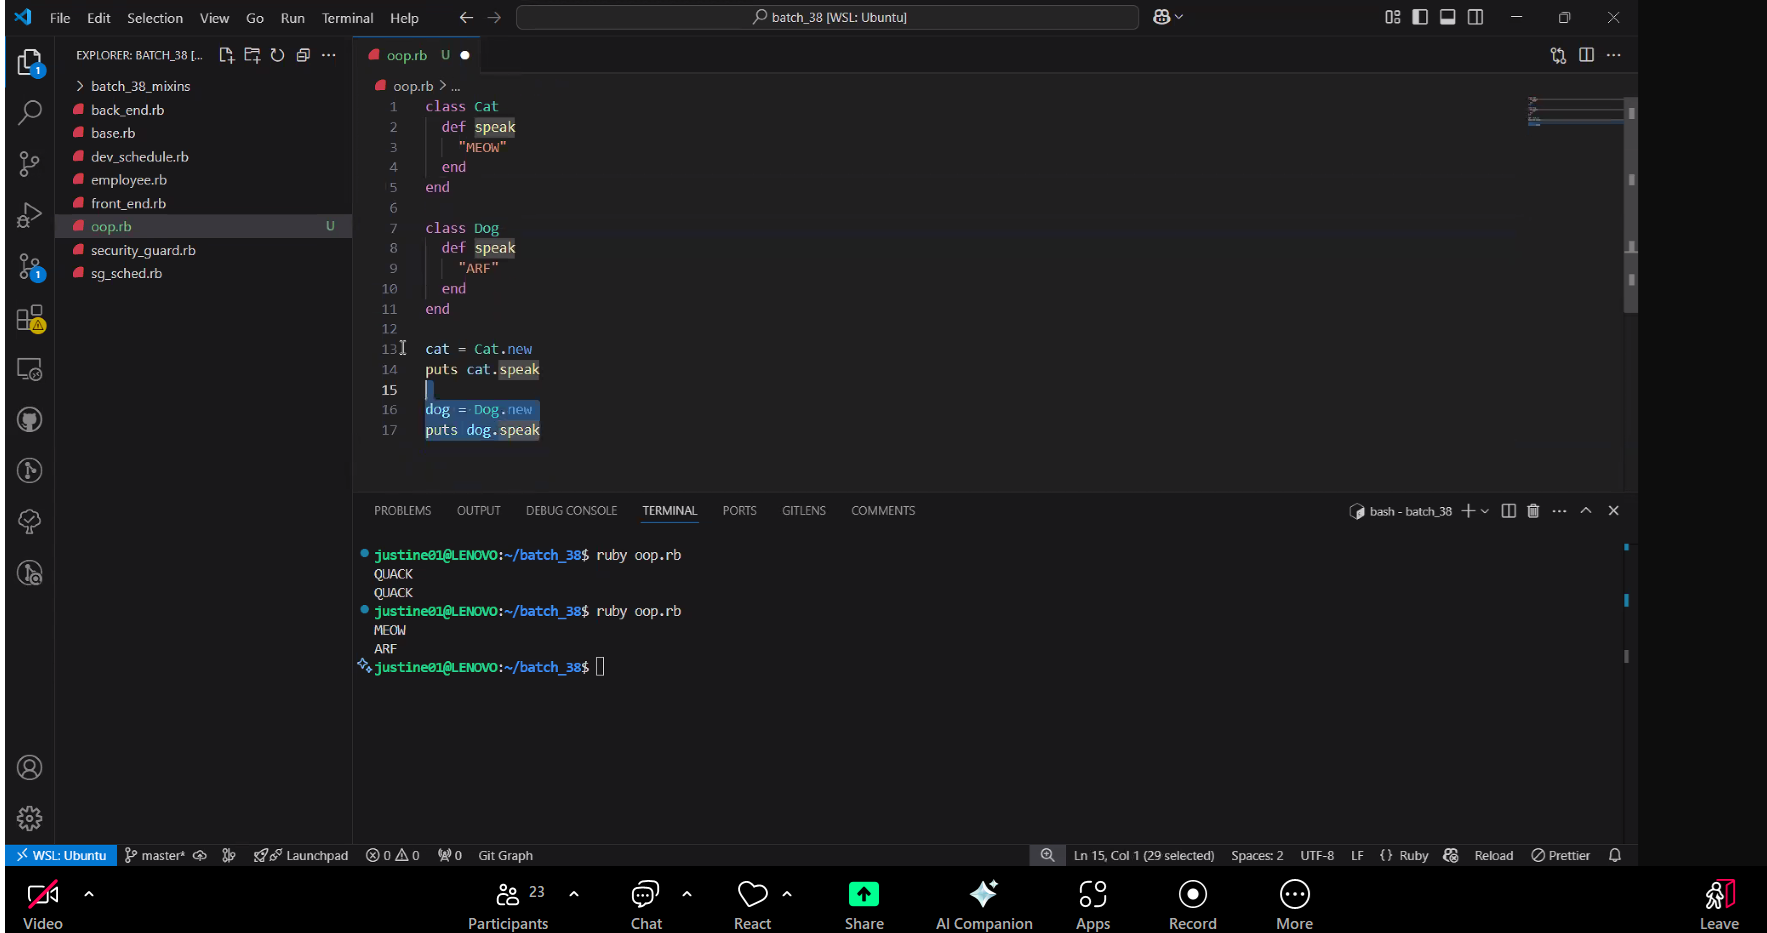 File Edit Selection View Go Run Terminal Help
batch_38 [WSL: Ubuntu]
EXPLORER: BATCH_38 [...
oop.rb U
1
batch_38_mixins
back_end.rb
base.rb
dev_schedule.rb
employee.rb
front_end.rb
oop.rb U
security_guard.rb
sg_sched.rb
1
oop.rb > ...
1 class Cat
2 def speak
3 "MEOW"
4 end
5 end
6
7 class Dog
8 def speak
9 "ARF"
10 end
11 end
12
13 cat = Cat.new
14 puts cat.speak
15
16 dog = Dog.new
17 puts dog.speak
PROBLEMS OUTPUT DEBUG CONSOLE TERMINAL PORTS GITLENS COMMENTS
bash - batch_38
justine01@LENOVO:~/batch_38$ ruby oop.rb
QUACK
QUACK
justine01@LENOVO:~/batch_38$ ruby oop.rb
MEOW
ARF
justine01@LENOVO:~/batch_38$
WSL: Ubuntu master* Launchpad 0 0 0 Git Graph
Ln 15, Col 1 (29 selected) Spaces: 2 UTF-8 LF {} Ruby Reload Prettier
Video
23
Participants
Chat
React
Share
AI Companion
Apps
Record
More
Leave